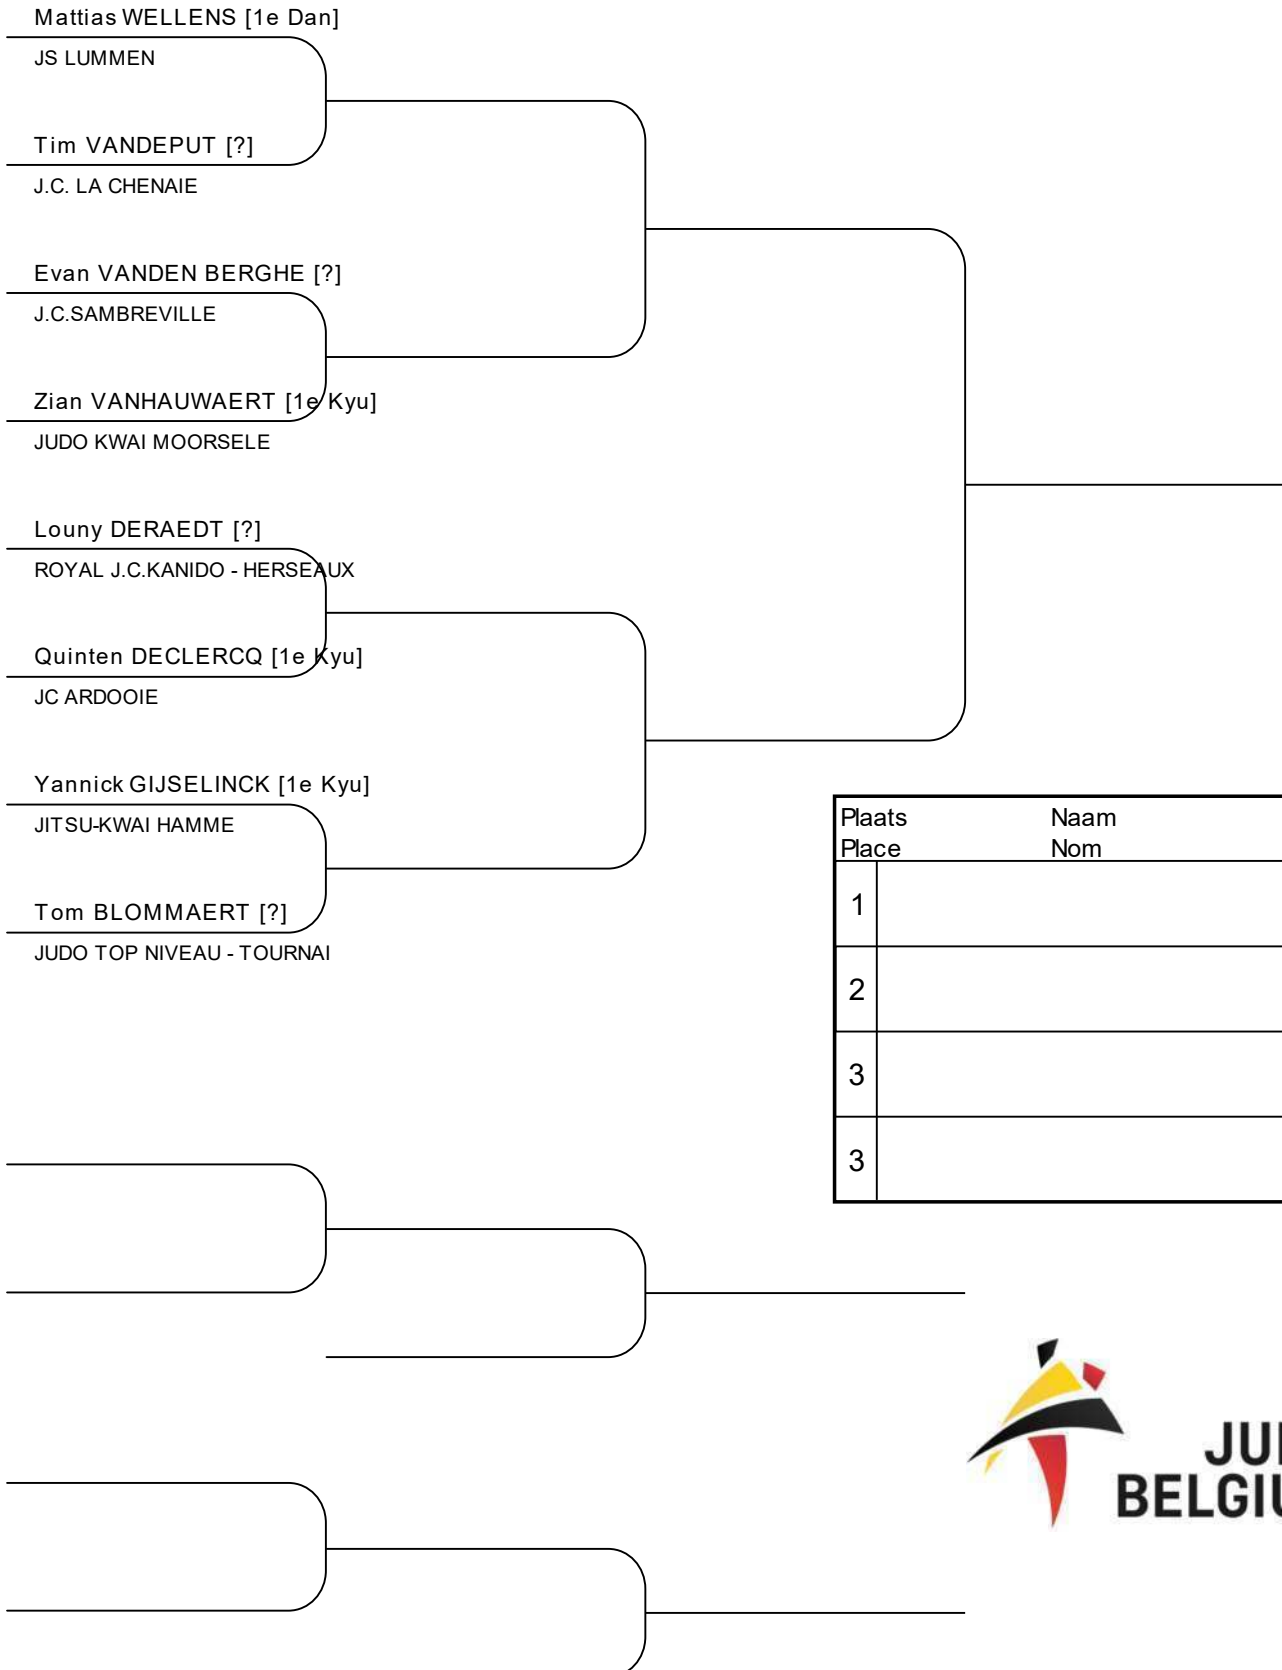 Mattias WELLENS [1e Dan]
JS LUMMEN
Tim VANDEPUT [?]
J.C. LA CHENAIE
Evan VANDEN BERGHE [?]
J.C.SAMBREVILLE
Zian VANHAUWAERT [1e Kyu]
JUDO KWAI MOORSELE
Louny DERAEDT [?]
ROYAL J.C.KANIDO - HERSEAUX
Quinten DECLERCQ [1e Kyu]
JC ARDOOIE
Yannick GIJSELINCK [1e Kyu]
JITSU-KWAI HAMME
Tom BLOMMAERT [?]
JUDO TOP NIVEAU - TOURNAI
Plaats Naam
Place Nom
1
2
3
3